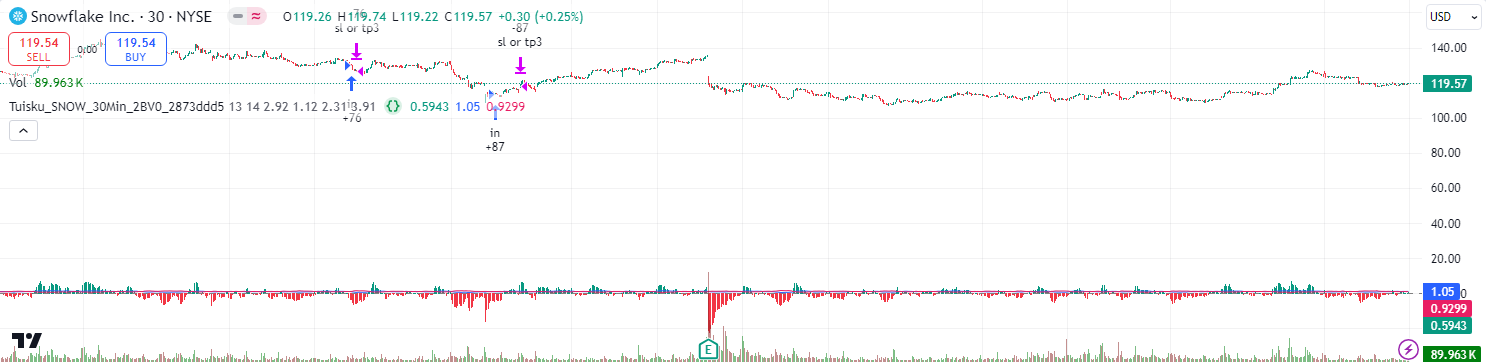 Snowflake Inc. · 30 · NYSE
O119.26 H119.74 L119.22 C119.57 +0.30 (+0.25%)
USD
-76
sl or tp3
-87
sl or tp3
119.54
SELL
0.00
119.54
BUY
140.00
Vol 89.963 K
119.57
Tuisku_SNOW_30Min_2BV0_2873ddd5 13 14 2.92 1.12 2.31 3.91 {} 0.5943 1.05 0.9299
+76
100.00
in
+87
80.00
60.00
40.00
20.00
1.05
0.9299
0.5943
E
89.963 K